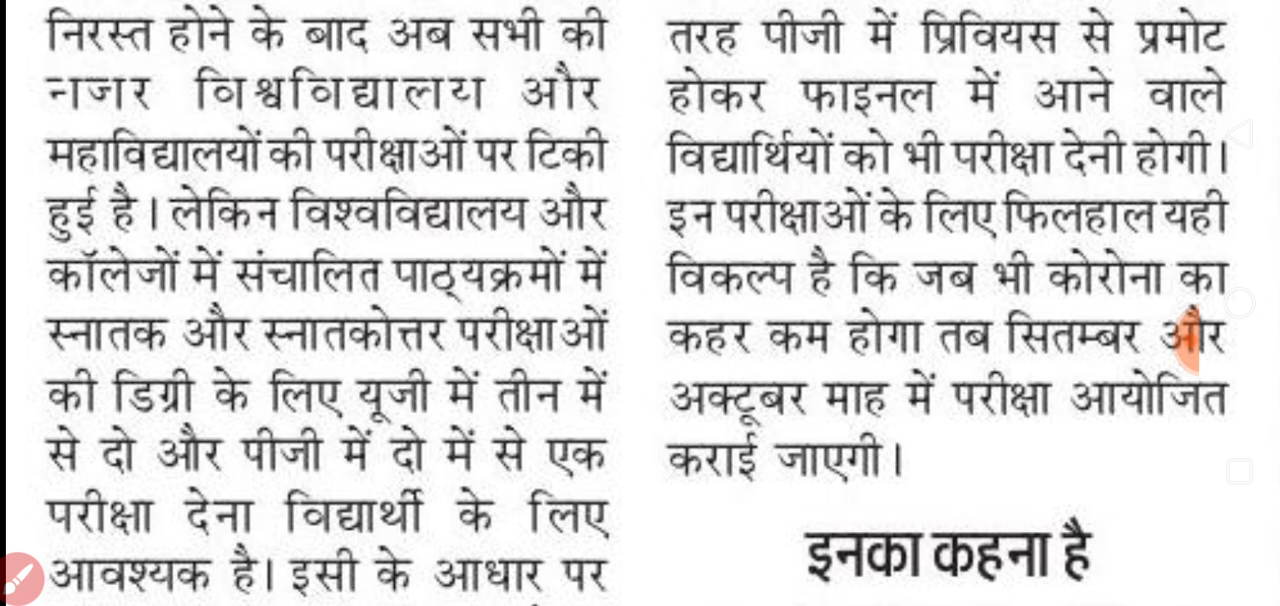 निरस्त होने के बाद अब सभी की
नजर विश्वविद्यालय और
महाविद्यालयों की परीक्षाओं पर टिकी
हुई है। लेकिन विश्वविद्यालय और
कॉलेजों में संचालित पाठ्यक्रमों में
स्नातक और स्नातकोत्तर परीक्षाओं
की डिग्री के लिए यूजी में तीन में
से दो और पीजी में दो में से एक
परीक्षा देना विद्यार्थी के लिए
आवश्यक है। इसी के आधार पर
तरह पीजी में प्रिवियस से प्रमोट
होकर फाइनल में आने वाले
विद्यार्थियों को भी परीक्षा देनी होगी।
इन परीक्षाओं के लिए फिलहाल यही
विकल्प है कि जब भी कोरोना का
कहर कम होगा तब सितम्बर और
अक्टूबर माह में परीक्षा आयोजित
कराई जाएगी।
इनका कहना है